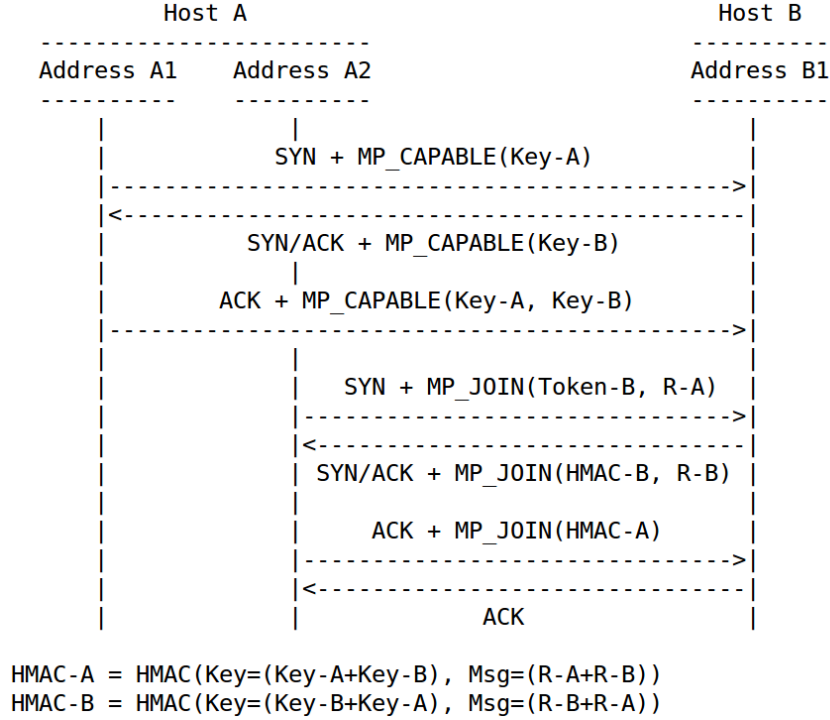 Host A Host B
------------------------ ----------
Address A1 Address A2 Address B1
---------- ---------- ----------
| | |
| SYN + MP_CAPABLE(Key-A) |
|--------------------------------------------->|
|<---------------------------------------------|
| SYN/ACK + MP_CAPABLE(Key-B) |
| | |
| ACK + MP_CAPABLE(Key-A, Key-B) |
|--------------------------------------------->|
| | |
| | SYN + MP_JOIN(Token-B, R-A) |
| |------------------------------->|
| |<-------------------------------|
| | SYN/ACK + MP_JOIN(HMAC-B, R-B) |
| | |
| | ACK + MP_JOIN(HMAC-A) |
| |------------------------------->|
| |<-------------------------------|
| | ACK |
HMAC-A = HMAC(Key=(Key-A+Key-B), Msg=(R-A+R-B))
HMAC-B = HMAC(Key=(Key-B+Key-A), Msg=(R-B+R-A))